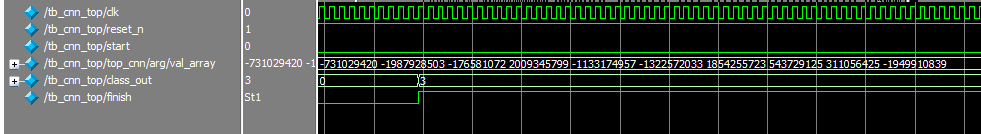 /tb_cnn_top/clk 0
/tb_cnn_top/reset_n 1
/tb_cnn_top/start 0
/tb_cnn_top/top_cnn/arg/val_array -731029420 -1 -731029420 -1987928503 -176581072 2009345799 -1133174957 -1322572033 1854255723 543729125 311056425 -1949910839
/tb_cnn_top/class_out 3 0 3
/tb_cnn_top/finish St1